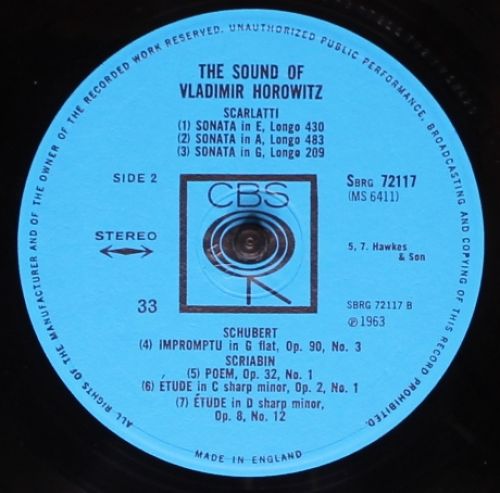 ALL RIGHTS OF THE MANUFACTURER AND OF THE OWNER OF THE RECORDED WORK RESERVED. UNAUTHORIZED PUBLIC PERFORMANCE, BROADCASTING AND COPYING OF THIS RECORD PROHIBITED.
THE SOUND OF
VLADIMIR HOROWITZ
SCARLATTI
(1) SONATA in E, Longo 430
(2) SONATA in A, Longo 483
(3) SONATA in G, Longo 209
SIDE 2
CBS
SBRG 72117
(MS 6411)
STEREO
5, 7. Hawkes
& Son
33
SBRG 72117 B
℗ 1963
SCHUBERT
(4) IMPROMPTU in G flat, Op. 90, No. 3
SCRIABIN
(5) POEM, Op. 32, No. 1
(6) ETUDE in C sharp minor, Op. 2, No. 1
(7) ÉTUDE in D sharp minor,
Op. 8, No. 12
MADE IN ENGLAND